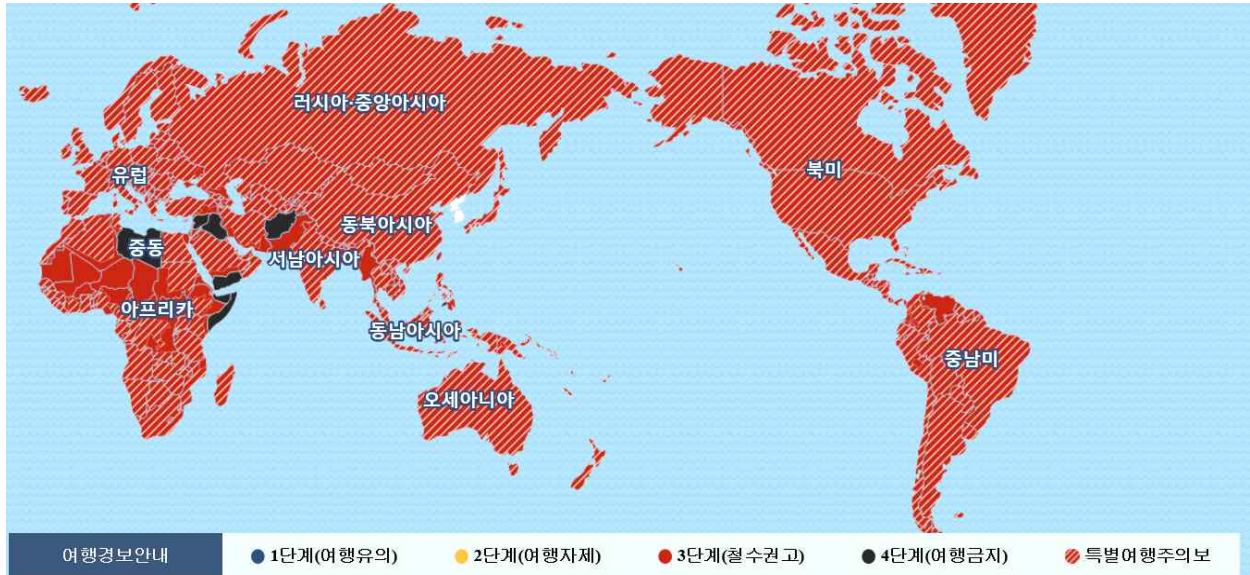 러시아·중앙아시아
유럽
북미
동북아시아
중동
서남아시아
아프리카
동남아시아
중남미
오세아니아
여행경보안내
1단계(여행유의)
2단계(여행자제)
3단계(철수권고)
4단계(여행금지)
특별여행주의보